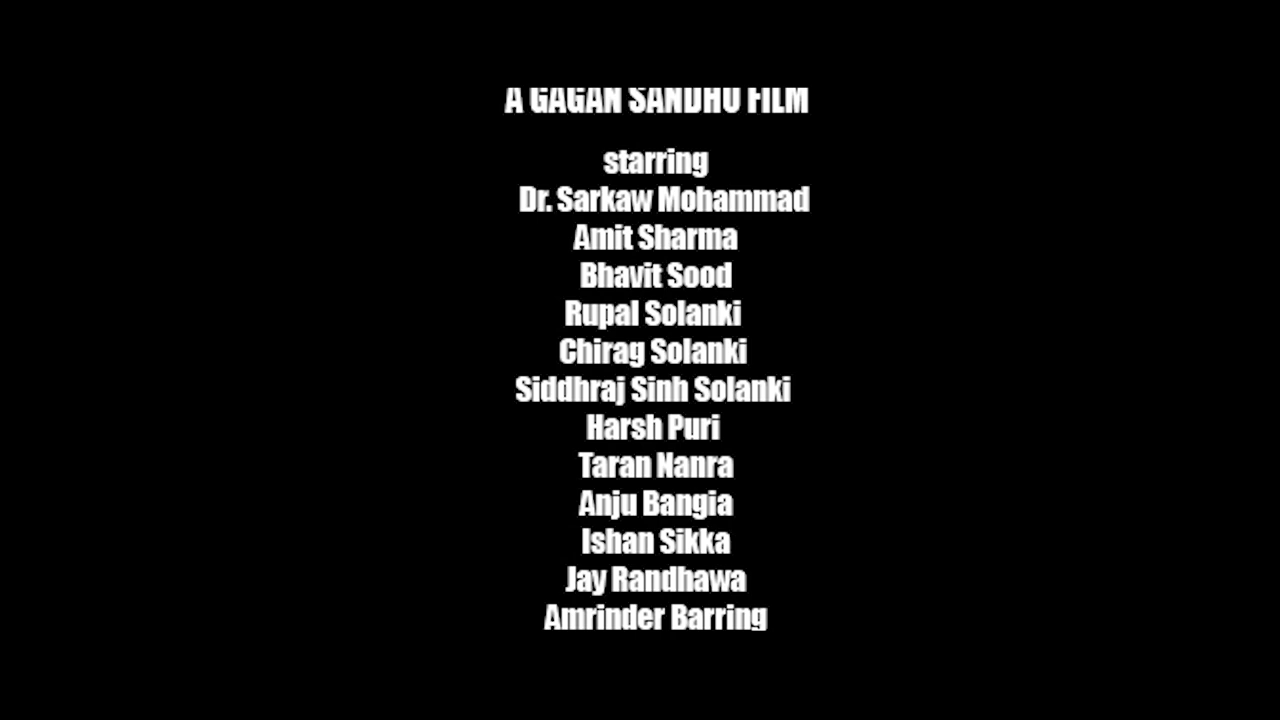 A GAGAN SANDHU FILM
starring
Dr. Sarkaw Mohammad
Amit Sharma
Bhavit Sood
Rupal Solanki
Chirag Solanki
Siddhraj Sinh Solanki
Harsh Puri
Taran Nanra
Anju Bangia
Ishan Sikka
Jay Randhawa
Amrinder Barring